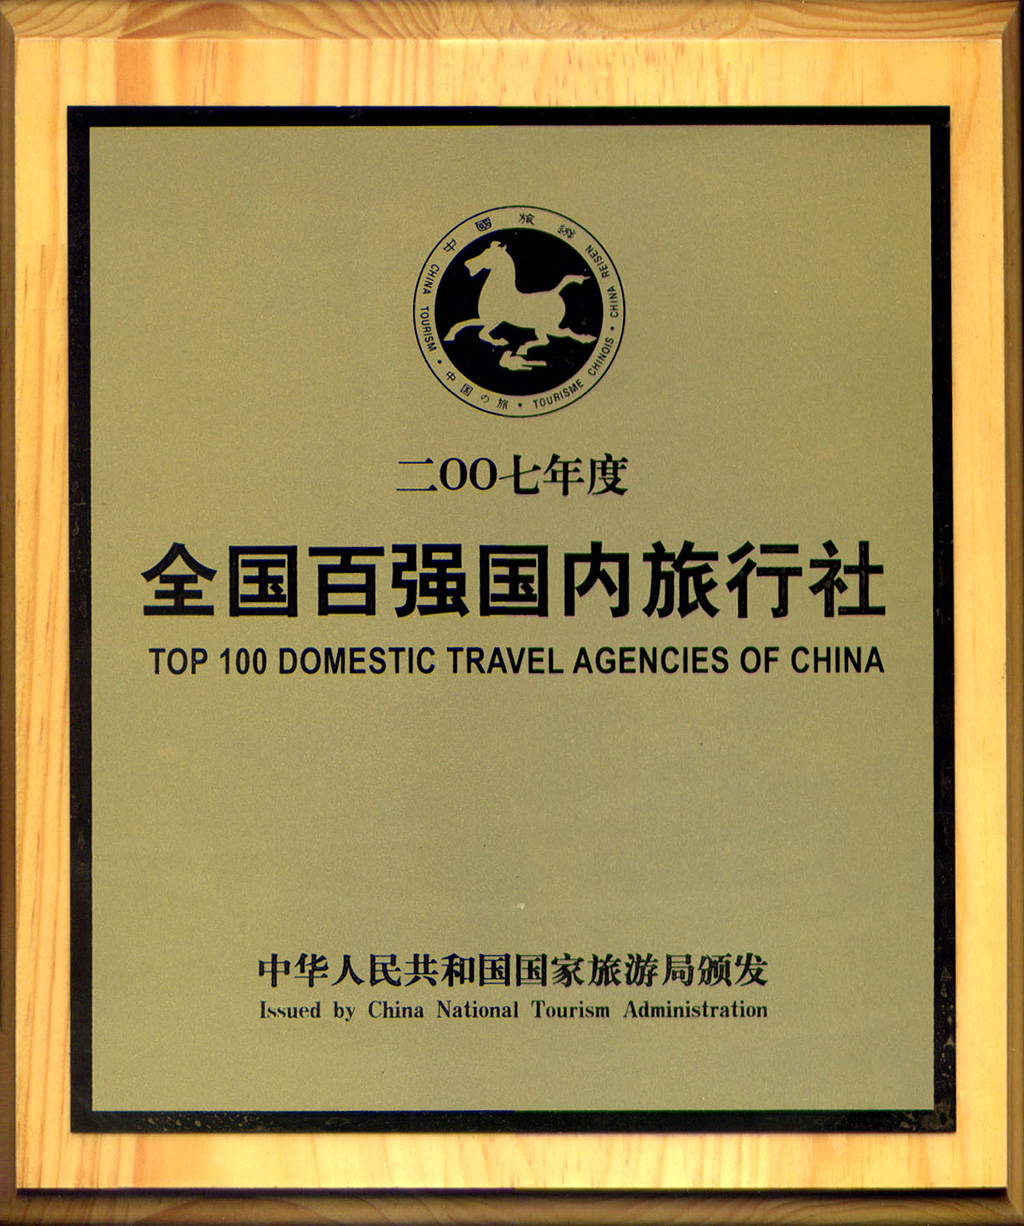 中國旅遊
CHINA TOURISM • 中国の旅 • TOURISME CHINOIS • CHINA REISEN
二OO七年度
全国百强国内旅行社
TOP 100 DOMESTIC TRAVEL AGENCIES OF CHINA
中华人民共和国国家旅游局颁发
Issued by China National Tourism Administration